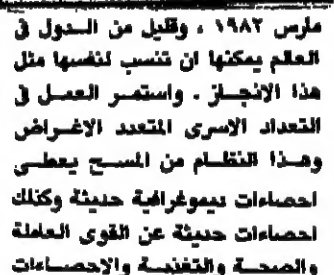 مارس ١٩٨٢ ، وقليل من الدول في
العالم يمكنها ان تنسب لنفسها مثل
هذا الانجاز . واستمر العمل في
التعداد الاسرى المتعدد الاغراض
وهذا النظام من المسح يعطى
احصاءات ديموغرافية حديثة وكذلك
احصاءات حديثة عن القوى العاملة
والصحة والتغذية والاحصاءات